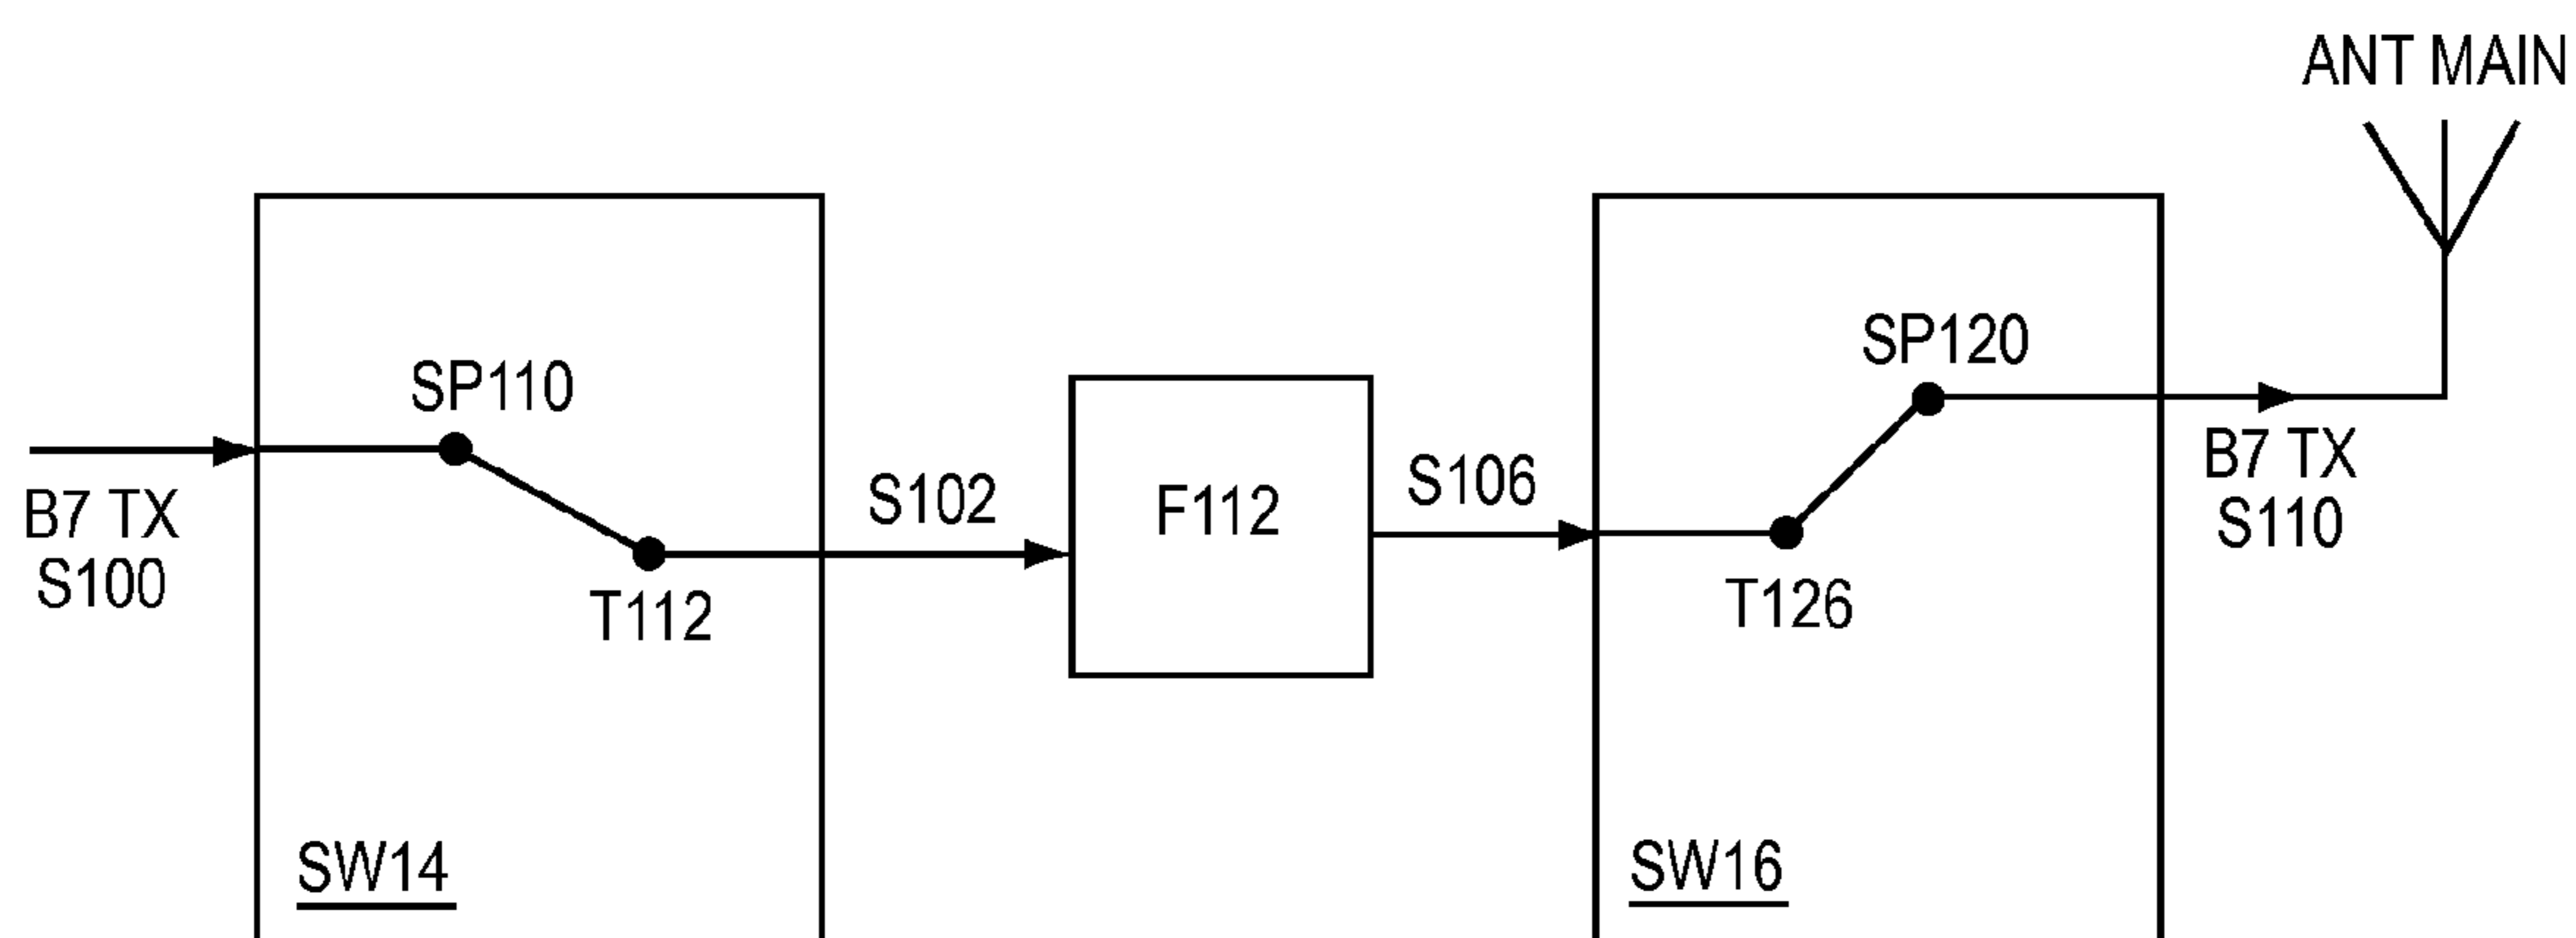 ANT MAIN
SP110
SP120
B7 TX
S100
T112
S102
F112
S106
T126
B7 TX
S110
SW14
SW16